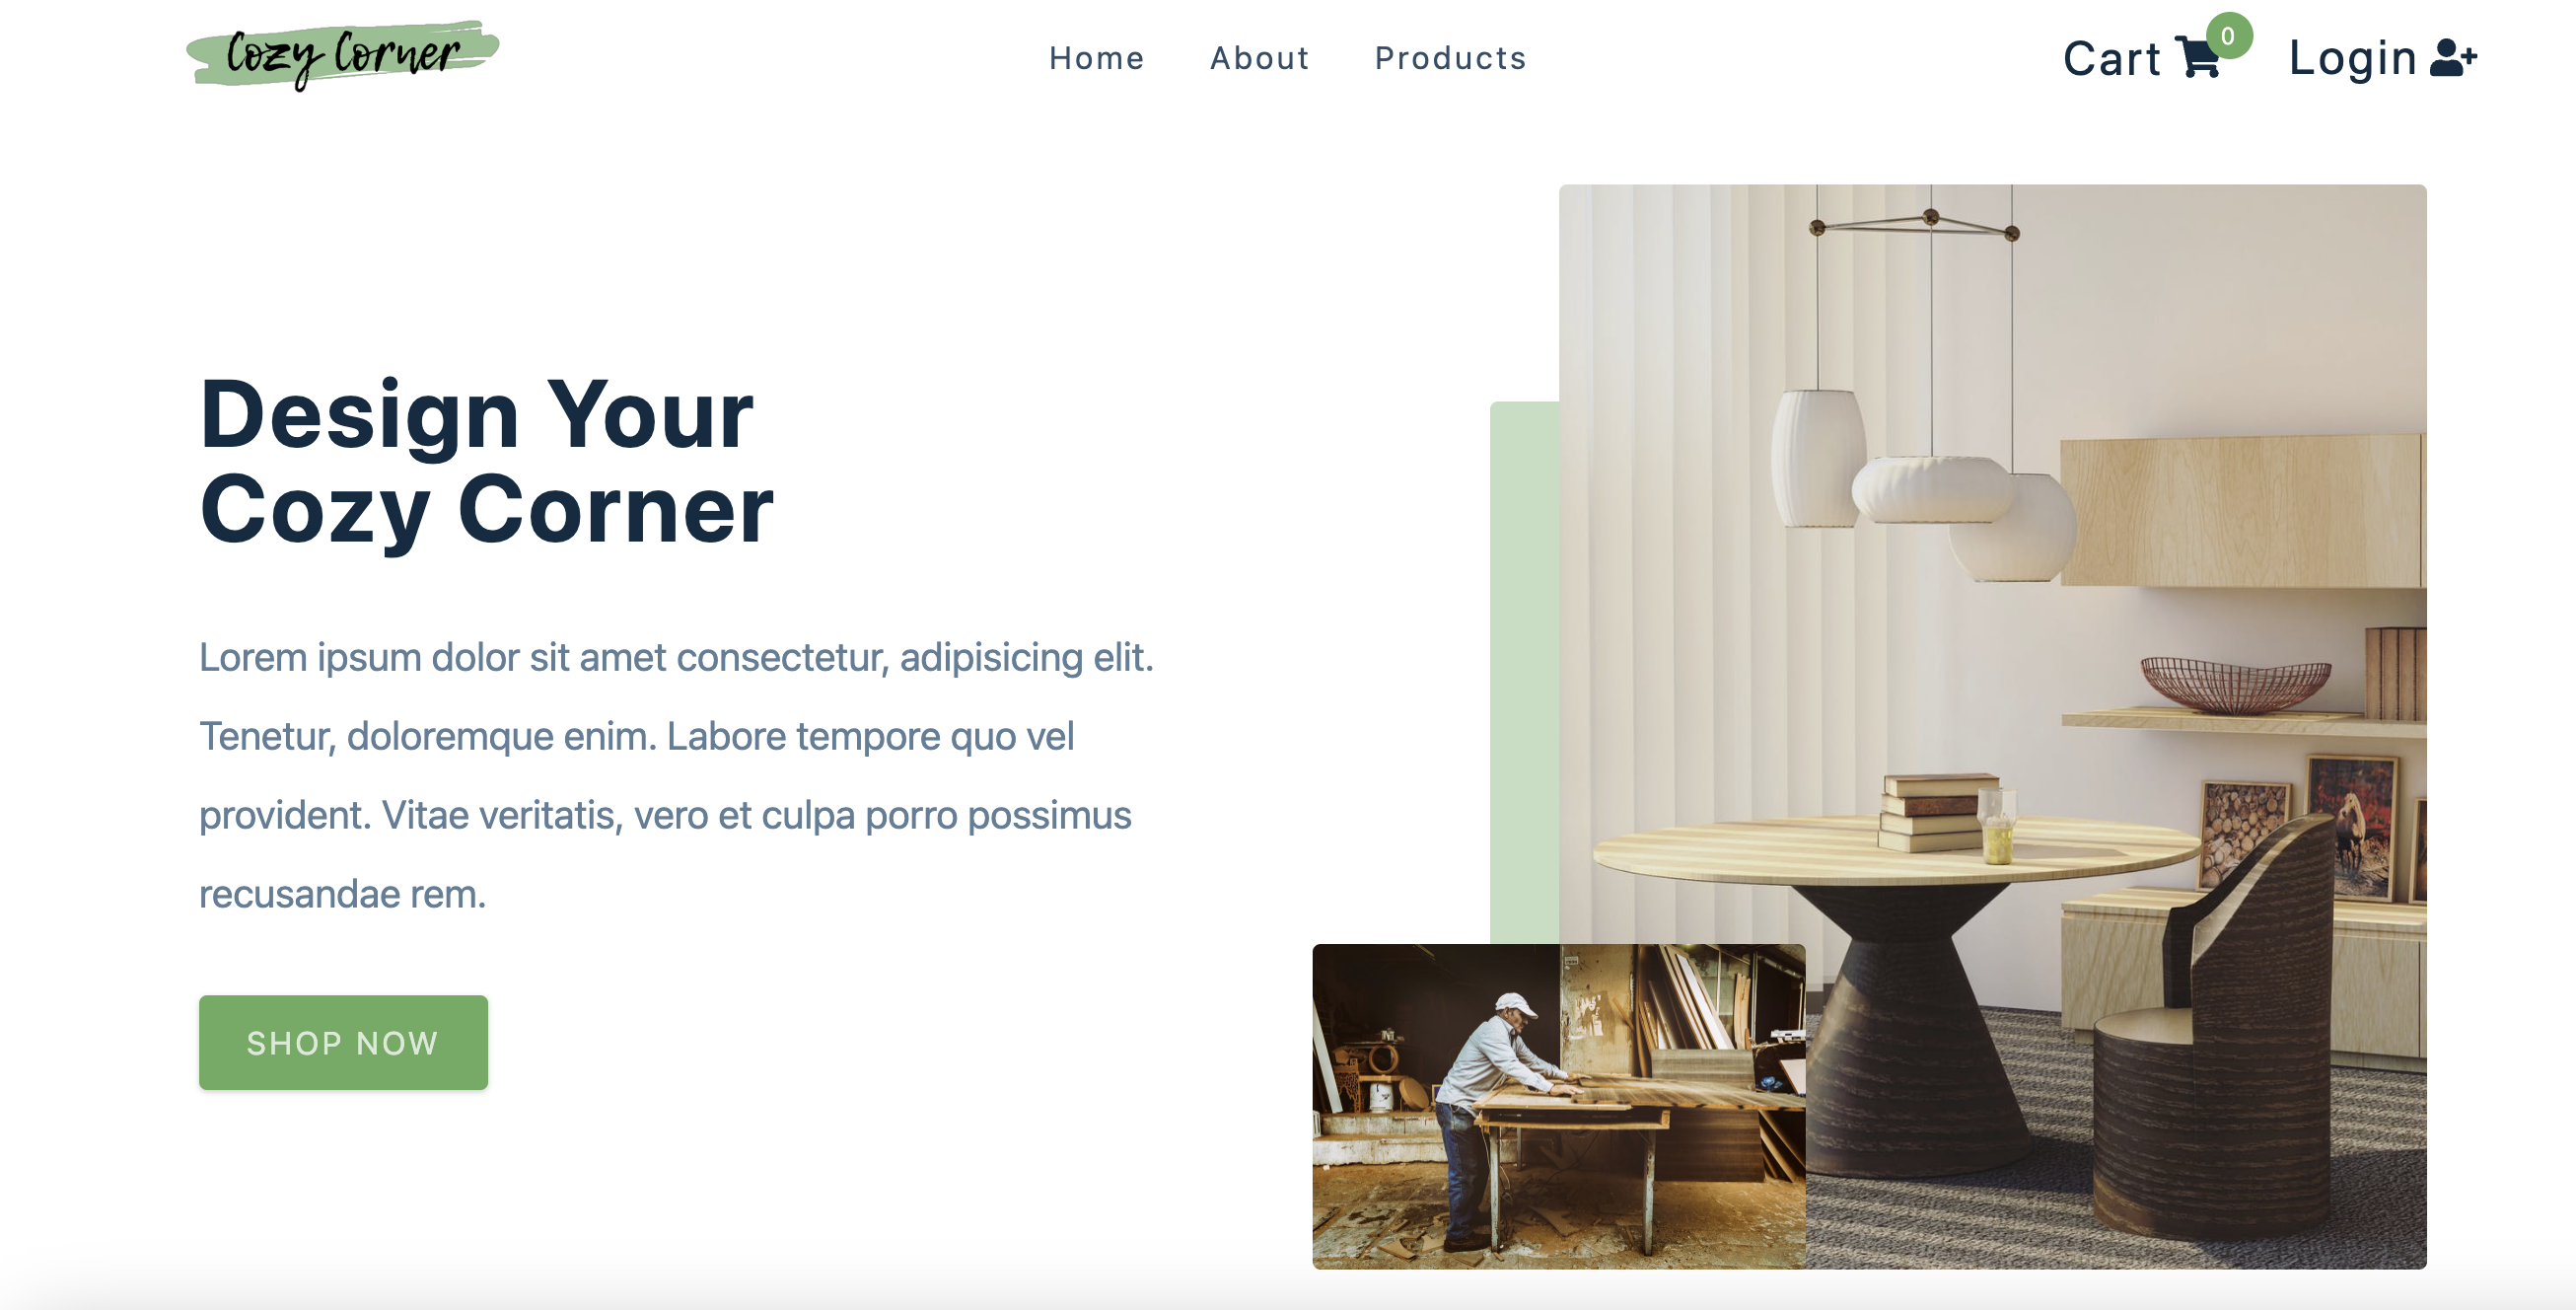 Cozy Corner
Home About Products
Cart 0 Login
Design Your
Cozy Corner
Lorem ipsum dolor sit amet consectetur, adipisicing elit.
Tenetur, doloremque enim. Labore tempore quo vel
provident. Vitae veritatis, vero et culpa porro possimus
recusandae rem.
SHOP NOW